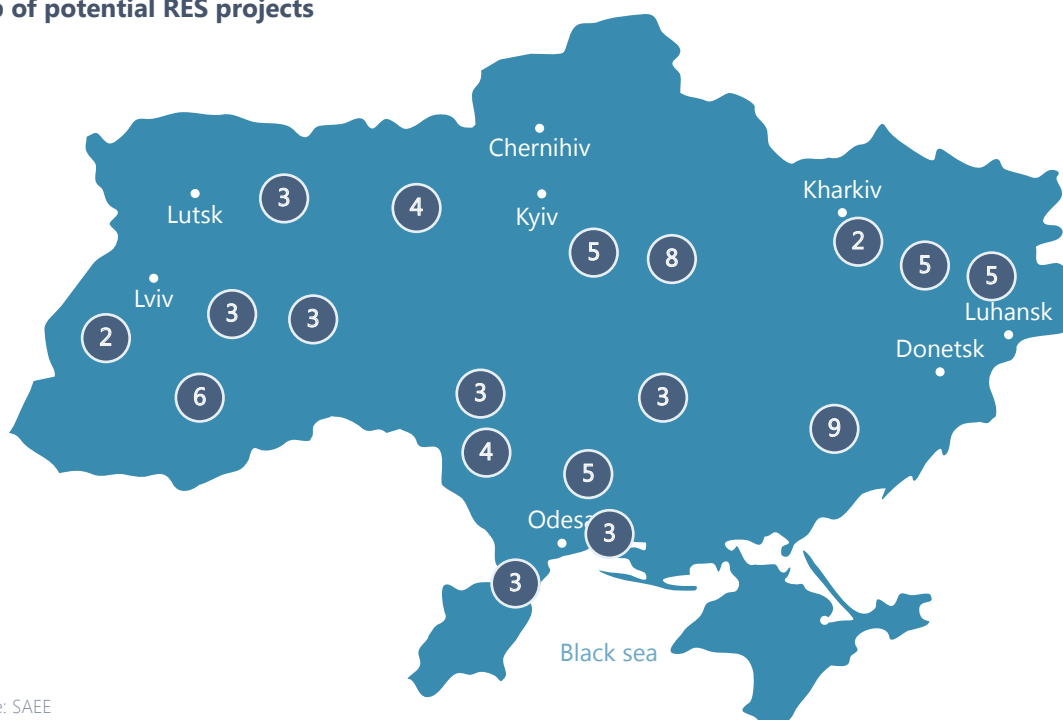 of potential RES projects
Chernihiv
Kharkiv
3
Lutsk
4
Kyiv
2
5
8
5
5
Lviv
3
3
Luhansk
2
Donetsk
6
3
3
9
4
5
Odesa
3
3
Black sea
: SAEE